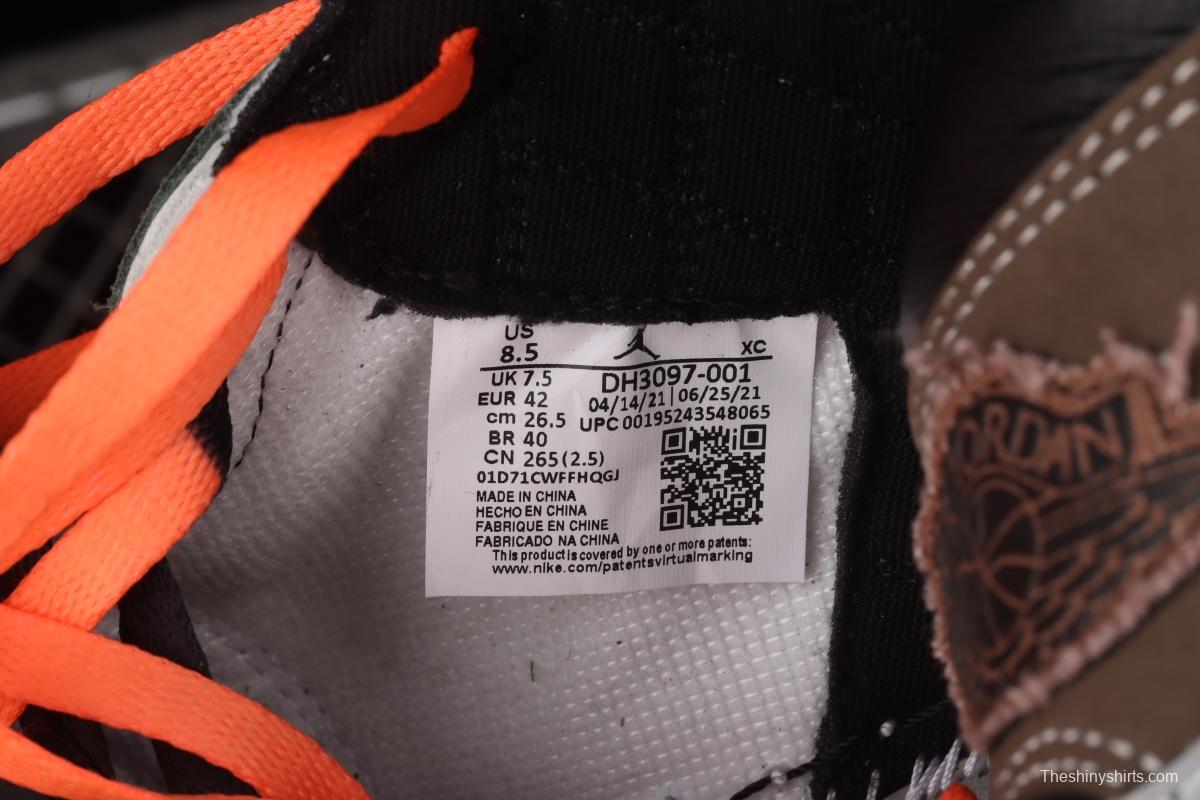 US
8.5
XC
UK 7.5
DH3097-001
EUR 42
04/14/21 | 06/25/21
cm 26.5
UPC 00195243548065
BR 40
CN 265 (2.5)
01D71CWFFHQGJ
MADE IN CHINA
HECHO EN CHINA
FABRIQUE EN CHINE
FABRICADO NA CHINA
This product is covered by one or more patents:
www.nike.com/patentsvirtualmarking
JORDAN
Theshinyshirts.com